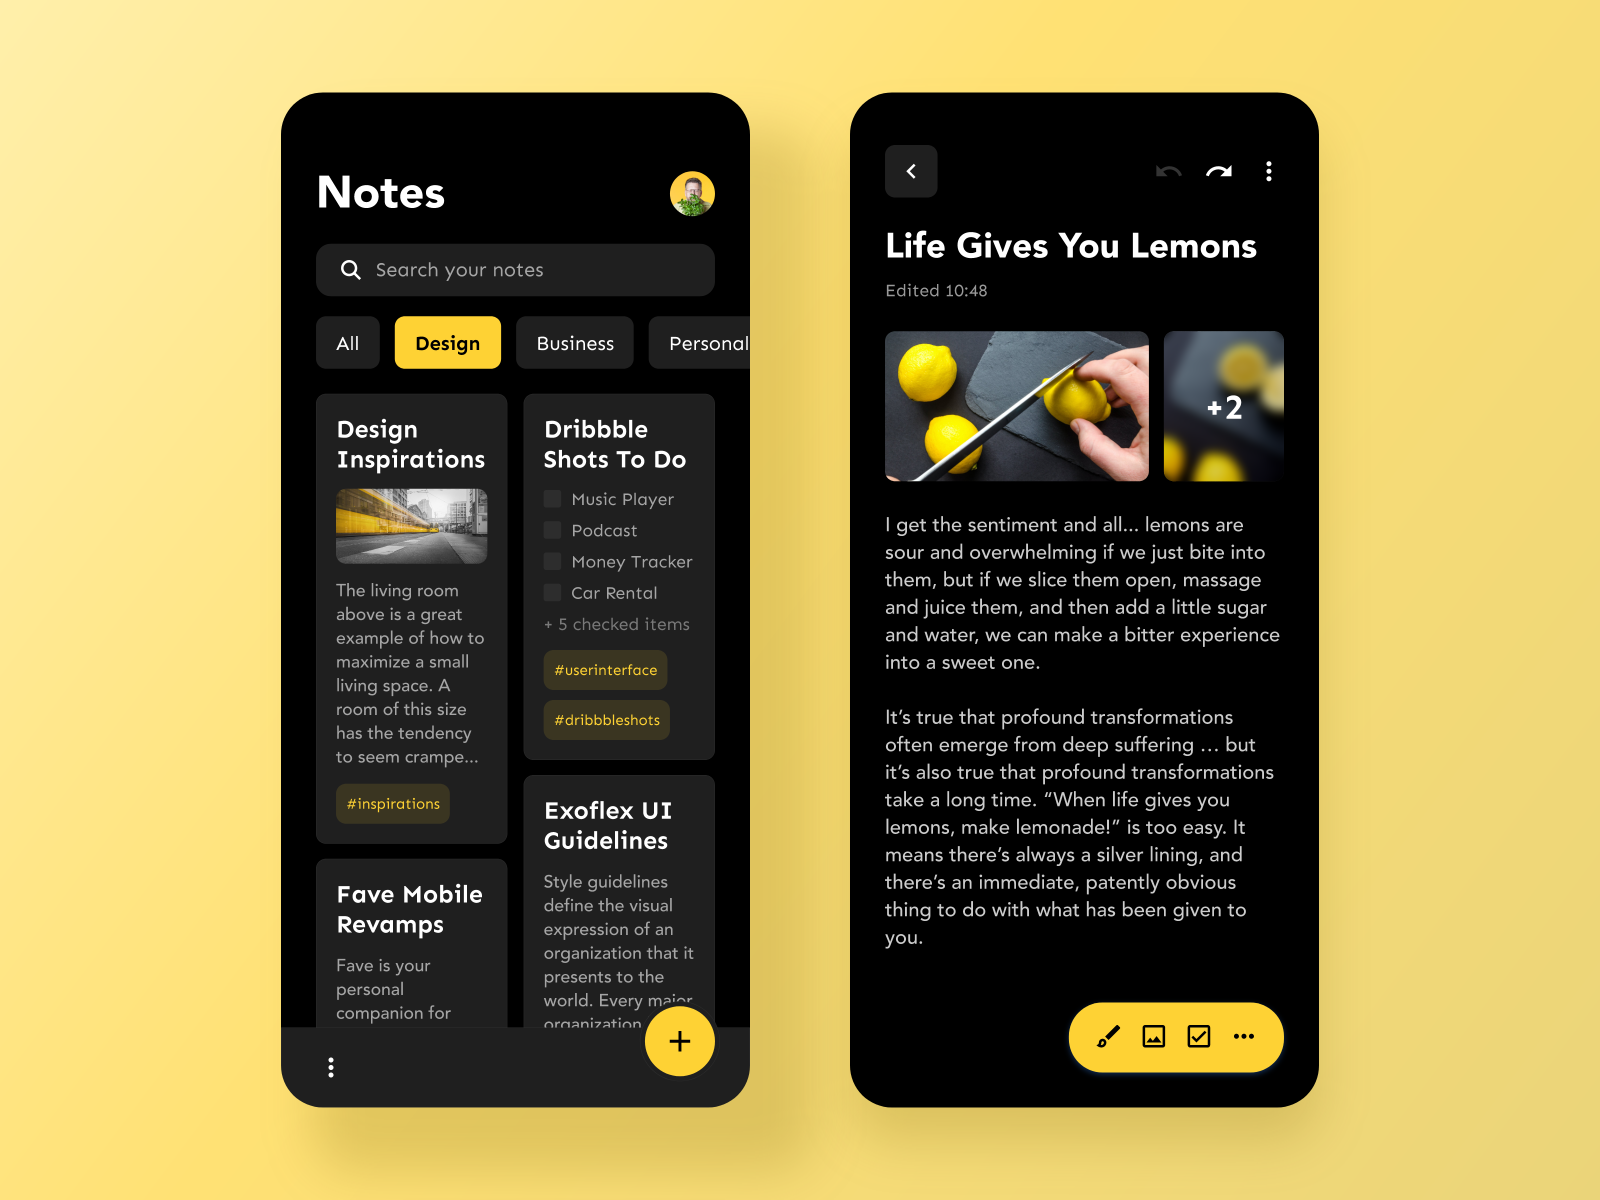 Notes
Search your notes
All
Design
Business
Personal
Design
Inspirations
The living room
above is a great
example of how to
maximize a small
living space. A
room of this size
has the tendency
to seem crampe...
#inspirations
Fave Mobile
Revamps
Fave is your
personal
companion for
Dribbble
Shots To Do
Music Player
Podcast
Money Tracker
Car Rental
+ 5 checked items
#userinterface
#dribbbleshots
Exoflex UI
Guidelines
Style guidelines
define the visual
expression of an
organization that it
presents to the
world. Every major
organization
Life Gives You Lemons
Edited 10:48
+2
I get the sentiment and all... lemons are
sour and overwhelming if we just bite into
them, but if we slice them open, massage
and juice them, and then add a little sugar
and water, we can make a bitter experience
into a sweet one.
It’s true that profound transformations
often emerge from deep suffering … but
it’s also true that profound transformations
take a long time. “When life gives you
lemons, make lemonade!” is too easy. It
means there’s always a silver lining, and
there’s an immediate, patently obvious
thing to do with what has been given to
you.